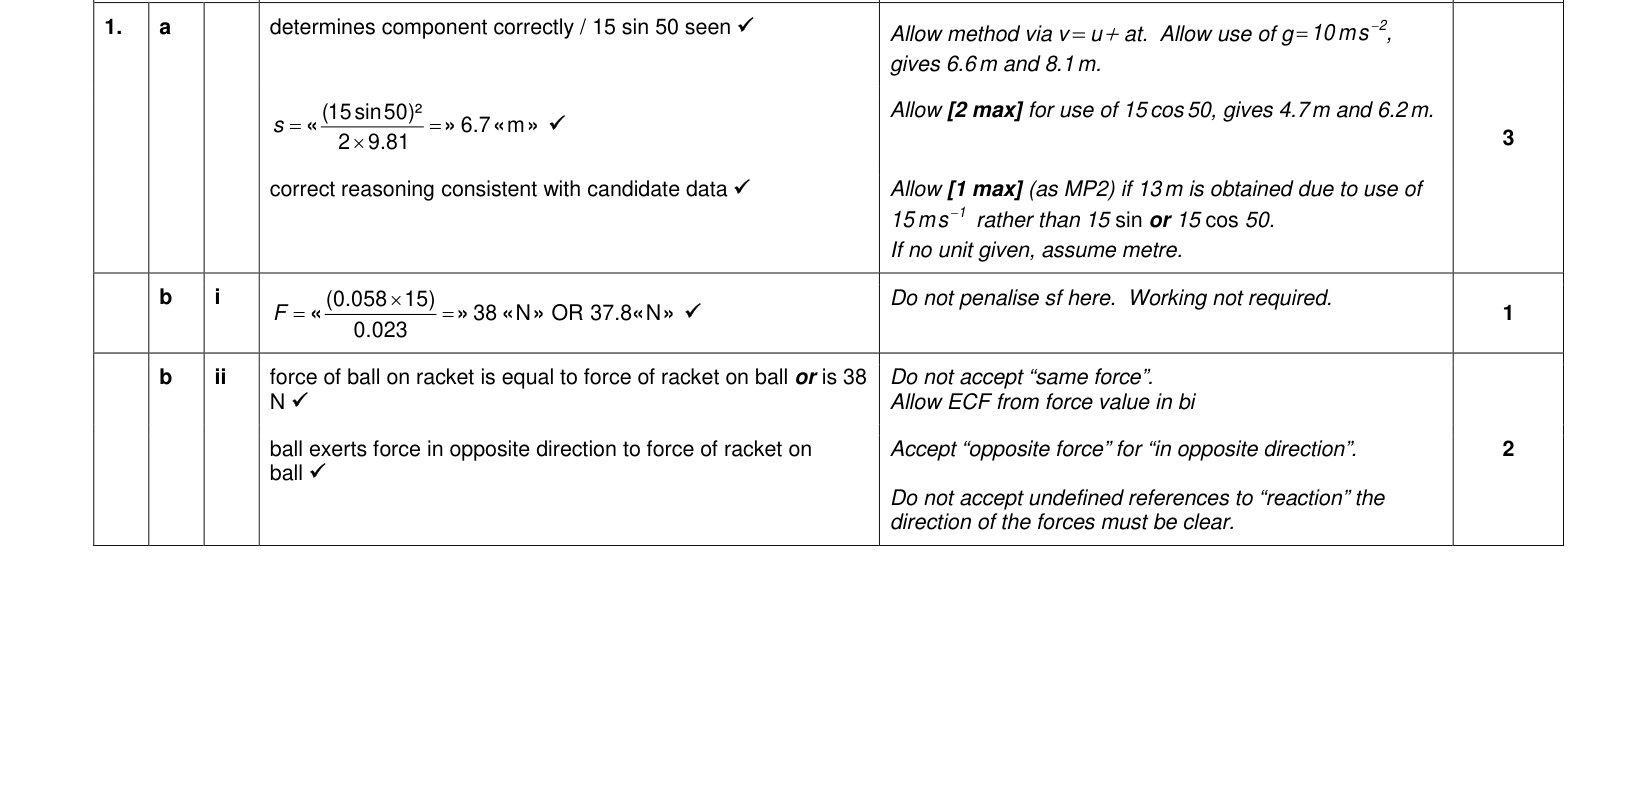 1. a determines component correctly / 15 sin 50 seen ✓ Allow method via v = u + at. Allow use of g = 10 m s⁻²,
gives 6.6 m and 8.1 m.
s = « (15 sin 50)² / 2 × 9.81 = » 6.7 «m» ✓ Allow [2 max] for use of 15 cos 50, gives 4.7 m and 6.2 m.
3
correct reasoning consistent with candidate data ✓ Allow [1 max] (as MP2) if 13 m is obtained due to use of
15 m s⁻¹ rather than 15 sin or 15 cos 50.
If no unit given, assume metre.
b i F = « (0.058 × 15) / 0.023 = » 38 «N» OR 37.8«N» ✓ Do not penalise sf here. Working not required. 1
b ii force of ball on racket is equal to force of racket on ball or is 38 Do not accept “same force”.
N ✓ Allow ECF from force value in bi
ball exerts force in opposite direction to force of racket on Accept “opposite force” for “in opposite direction”. 2
ball ✓
Do not accept undefined references to “reaction” the
direction of the forces must be clear.